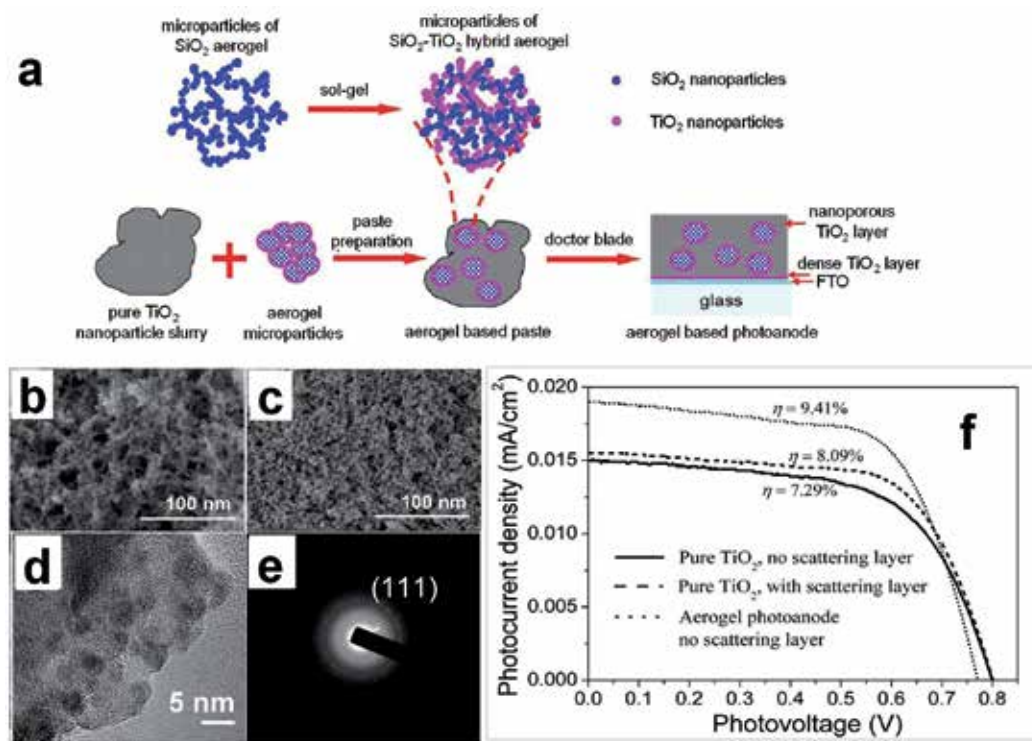 a
microparticles of
SiO₂ aerogel
sol-gel
microparticles of
SiO₂-TiO₂ hybrid aerogel
SiO₂ nanoparticles
TiO₂ nanoparticles
pure TiO₂
nanoparticle slurry
aerogel
microparticles
paste
preparation
aerogel based paste
doctor blade
nanoporous
TiO₂ layer
dense TiO₂ layer
FTO
glass
aerogel based photoanode
b
100 nm
c
100 nm
d
5 nm
e
(111)
f
Photocurrent density (mA/cm²)
0.020
0.015
0.010
0.005
0.000
η = 9.41%
η = 8.09%
η = 7.29%
Pure TiO₂, no scattering layer
Pure TiO₂, with scattering layer
Aerogel photoanode
no scattering layer
0.0 0.1 0.2 0.3 0.4 0.5 0.6 0.7 0.8
Photovoltage (V)